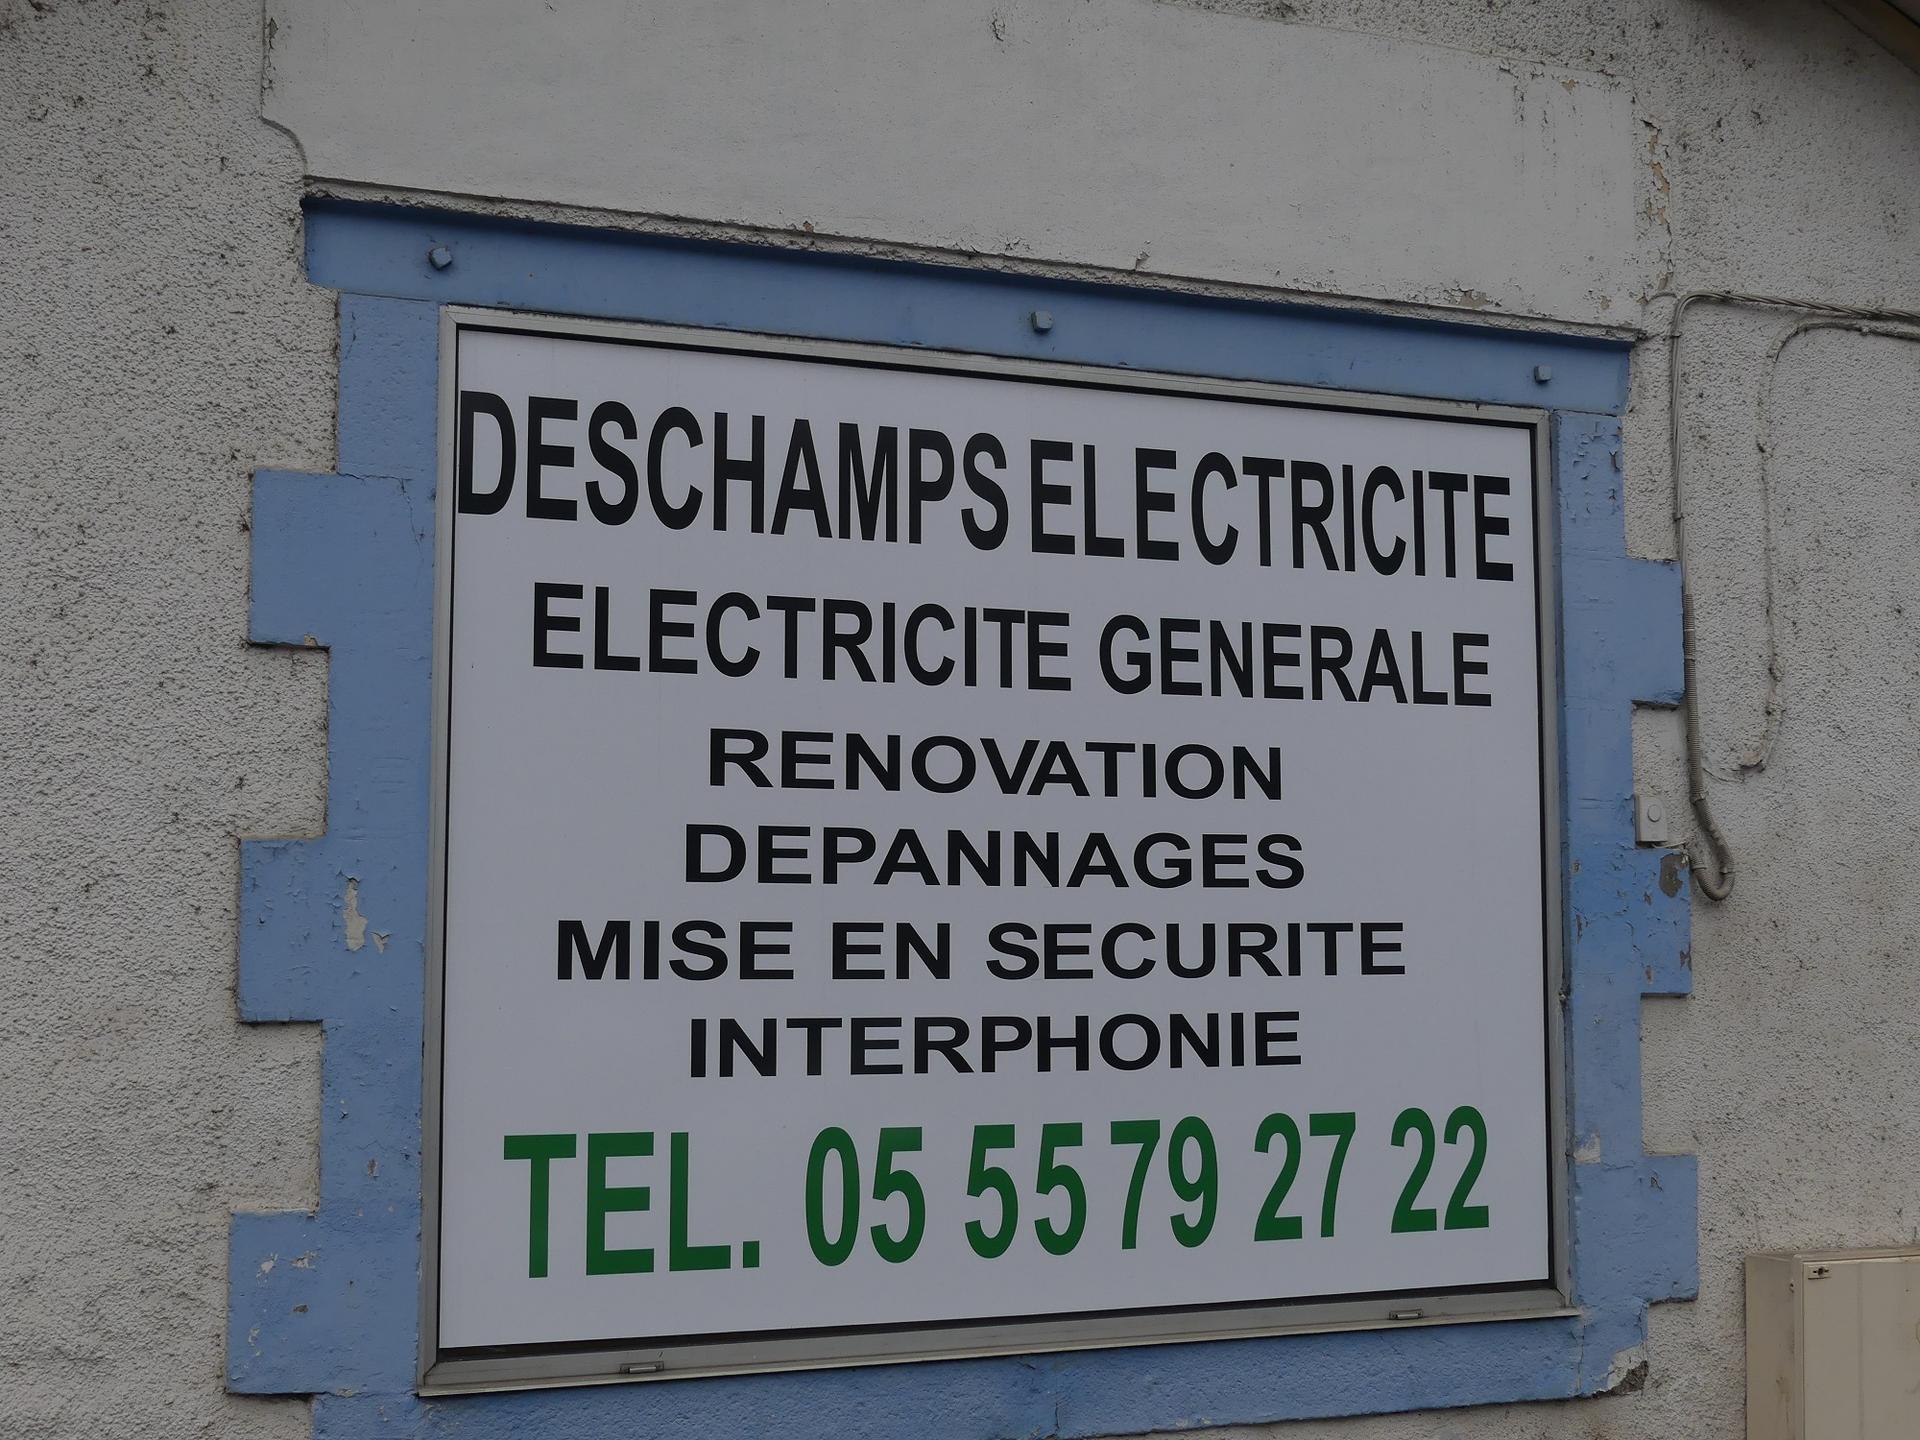 DESCHAMPS ELECTRICITE
ELECTRICITE GENERALE
RENOVATION
DEPANNAGES
MISE EN SECURITE
INTERPHONIE
TEL. 05 55 79 27 22